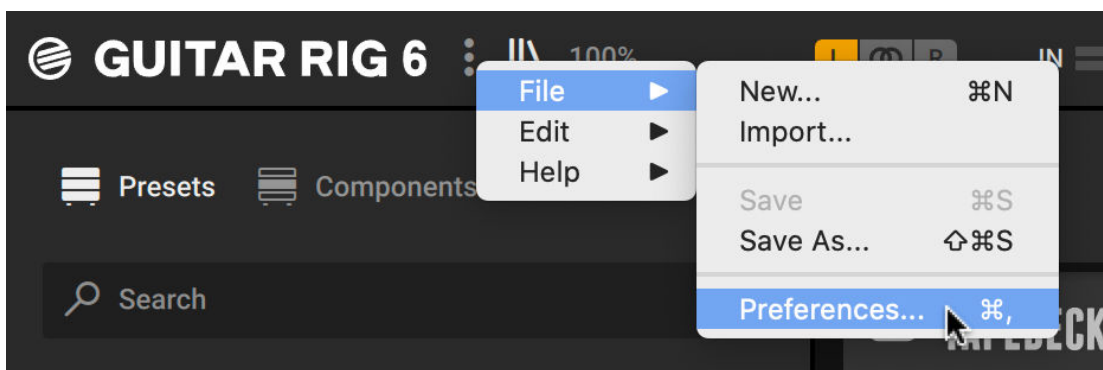 GUITAR RIG 6
100%
L
R
IN
File
New...
⌘N
Edit
Import...
Help
Presets
Components
Save
⌘S
Save As...
⇧⌘S
Search
Preferences...
⌘,